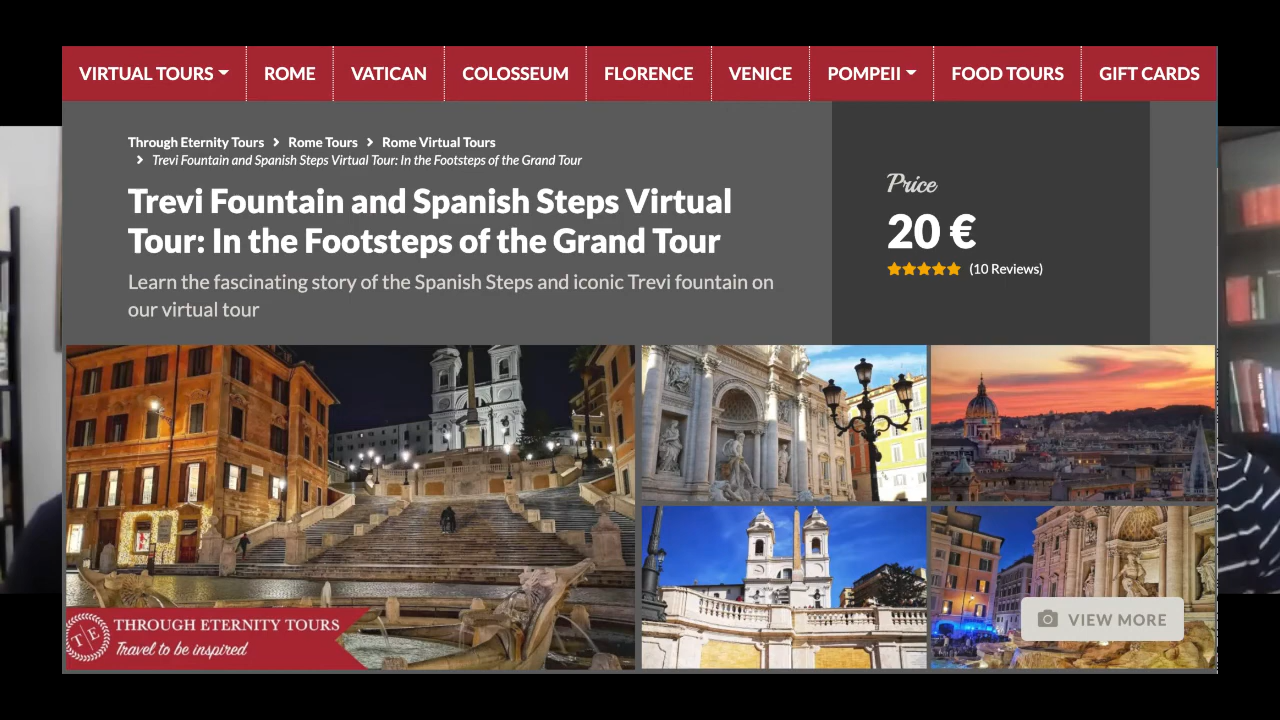 VIRTUAL TOURS ROME VATICAN COLOSSEUM FLORENCE VENICE POMPEII FOOD TOURS GIFT CARDS
Through Eternity Tours > Rome Tours > Rome Virtual Tours
> Trevi Fountain and Spanish Steps Virtual Tour: In the Footsteps of the Grand Tour
Trevi Fountain and Spanish Steps Virtual
Tour: In the Footsteps of the Grand Tour
Learn the fascinating story of the Spanish Steps and iconic Trevi fountain on
our virtual tour
Price
20 €
(10 Reviews)
T E
THROUGH ETERNITY TOURS
Travel to be inspired
VIEW MORE